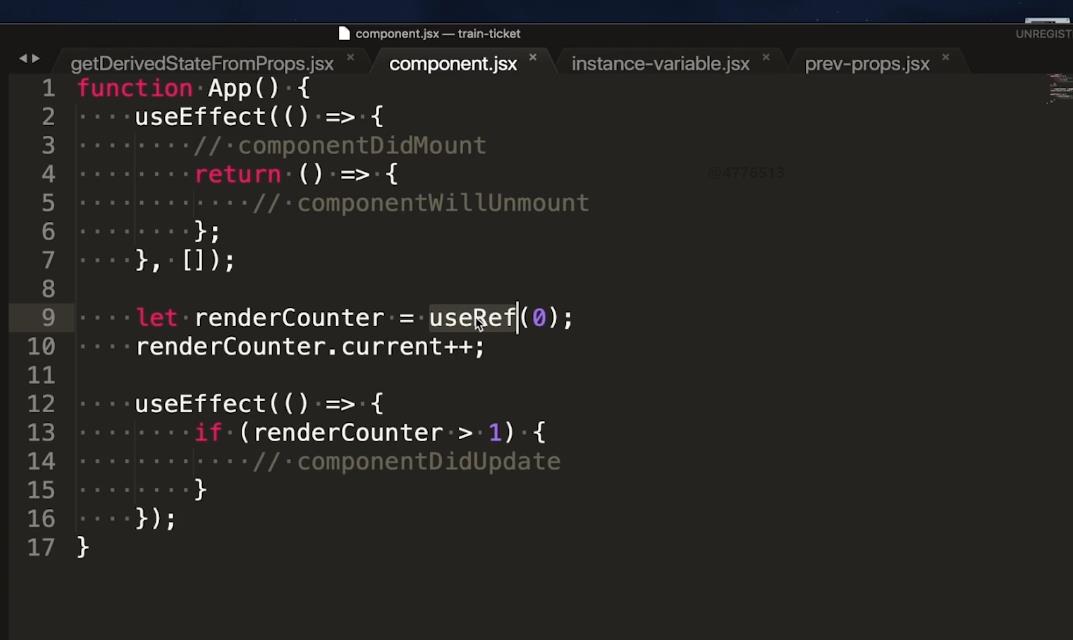 component.jsx — train-ticket
UNREGIST
getDerivedStateFromProps.jsx × component.jsx × instance-variable.jsx × prev-props.jsx ×
1 function App() {
2 useEffect(() => {
3 // componentDidMount
4 return () => {
@4776513
5 // componentWillUnmount
6 };
7 }, []);
8
9 let renderCounter = useRef(0);
10 renderCounter.current++;
11
12 useEffect(() => {
13 if (renderCounter > 1) {
14 // componentDidUpdate
15 }
16 });
17 }